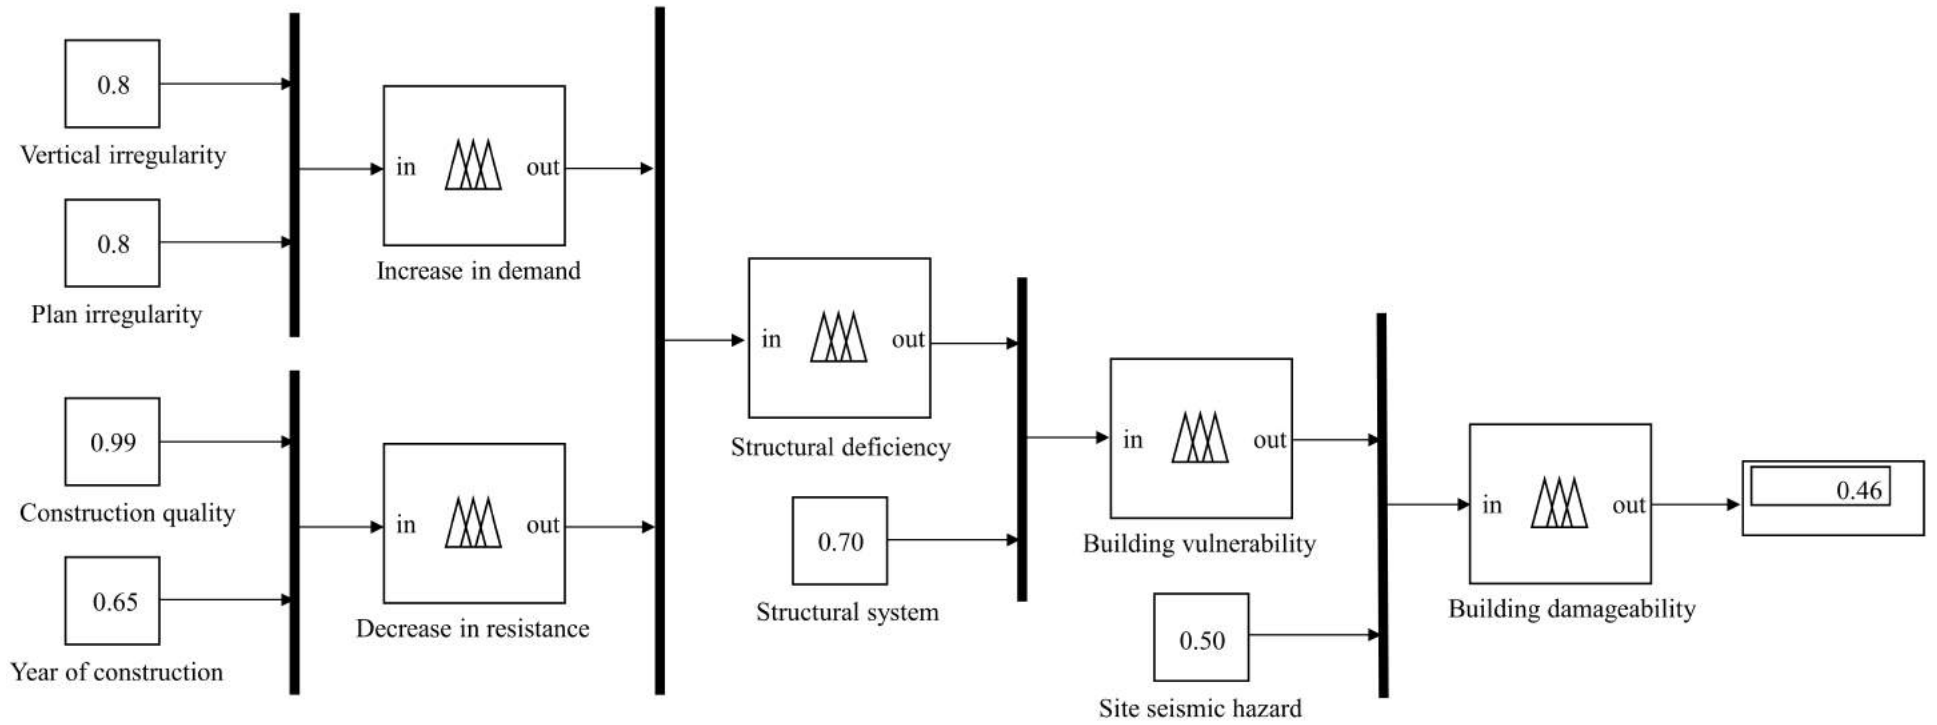 0.8
Vertical irregularity
0.8
Plan irregularity
in out
Increase in demand
0.99
Construction quality
0.65
Year of construction
in out
Decrease in resistance
in out
Structural deficiency
0.70
Structural system
in out
Building vulnerability
0.50
Site seismic hazard
in out
Building damageability
0.46